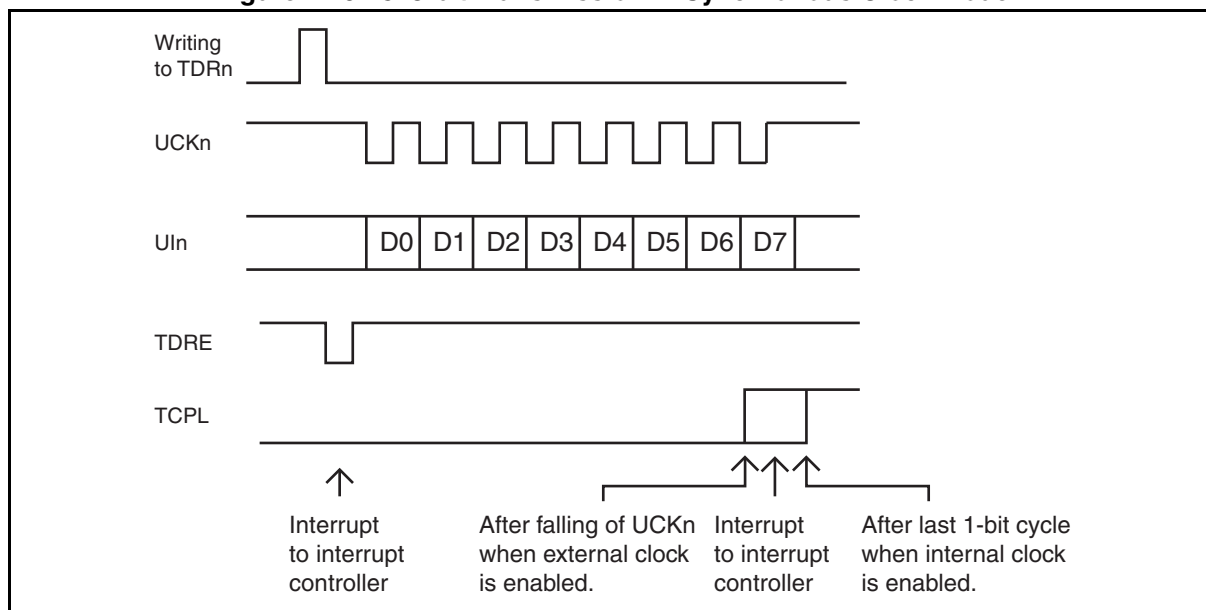 Writing
to TDRn
UCKn
UIn
D0 D1 D2 D3 D4 D5 D6 D7
TDRE
TCPL
Interrupt
to interrupt
controller
After falling of UCKn
when external clock
is enabled.
Interrupt
to interrupt
controller
After last 1-bit cycle
when internal clock
is enabled.